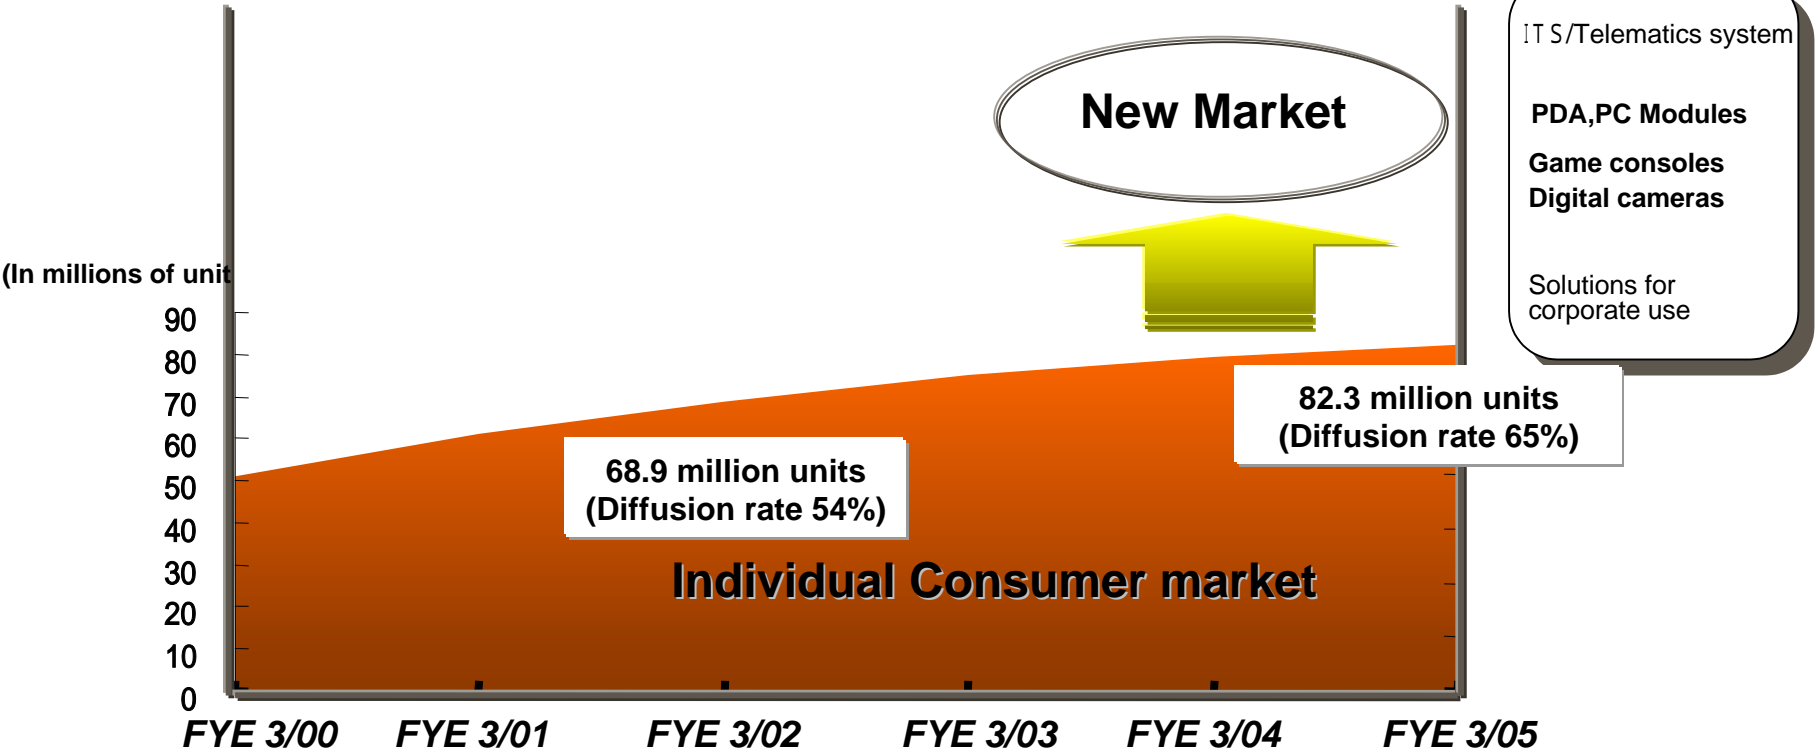 ITS/Telematics system
PDA,PC Modules
Game consoles
Digital cameras
Solutions for
corporate use
New Market
(In millions of unit
90
80
70
60
50
40
30
20
10
0
82.3 million units
(Diffusion rate 65%)
68.9 million units
(Diffusion rate 54%)
Individual Consumer market
FYE 3/00 FYE 3/01 FYE 3/02 FYE 3/03 FYE 3/04 FYE 3/05